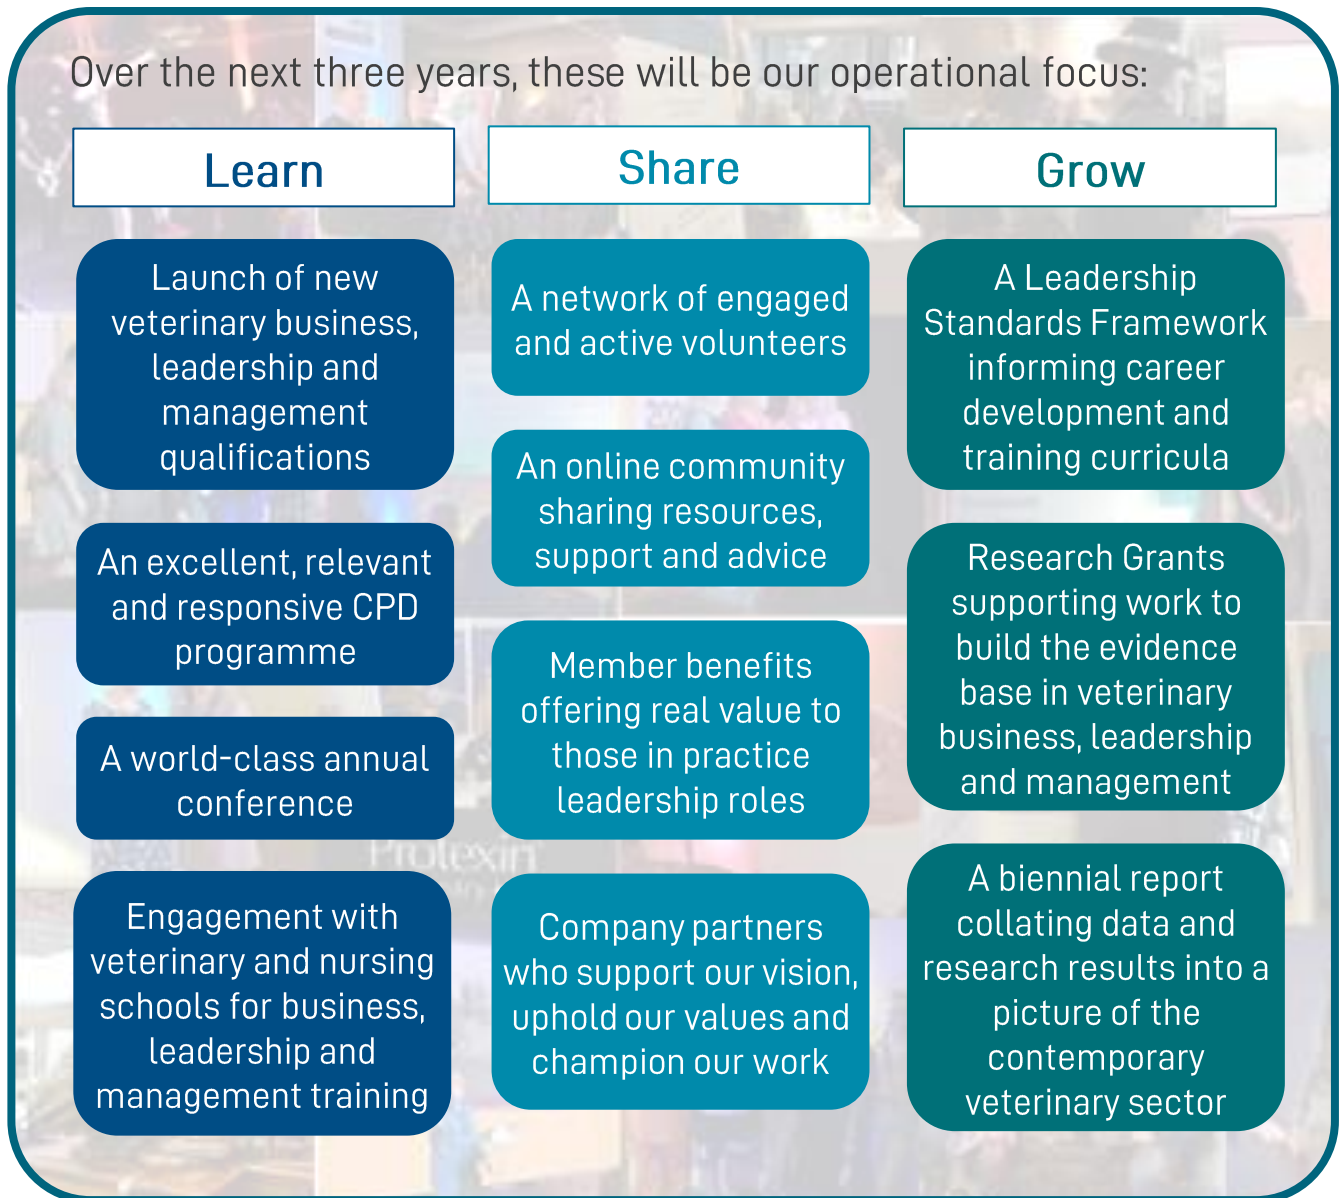 Over the next three years, these will be our operational focus:
Learn
Launch of new
veterinary business,
leadership and
management
qualifications
An excellent, relevant
and responsive CPD
programme
A world-class annual
conference
Engagement with
veterinary and nursing
schools for business,
leadership and
management training
Share
A network of engaged
and active volunteers
An online community
sharing resources,
support and advice
Member benefits
offering real value to
those in practice
leadership roles
Company partners
who support our vision,
uphold our values and
champion our work
Grow
A Leadership
Standards Framework
informing career
development and
training curricula
Research Grants
supporting work to
build the evidence
base in veterinary
business, leadership
and management
A biennial report
collating data and
research results into a
picture of the
contemporary
veterinary sector
Protexin